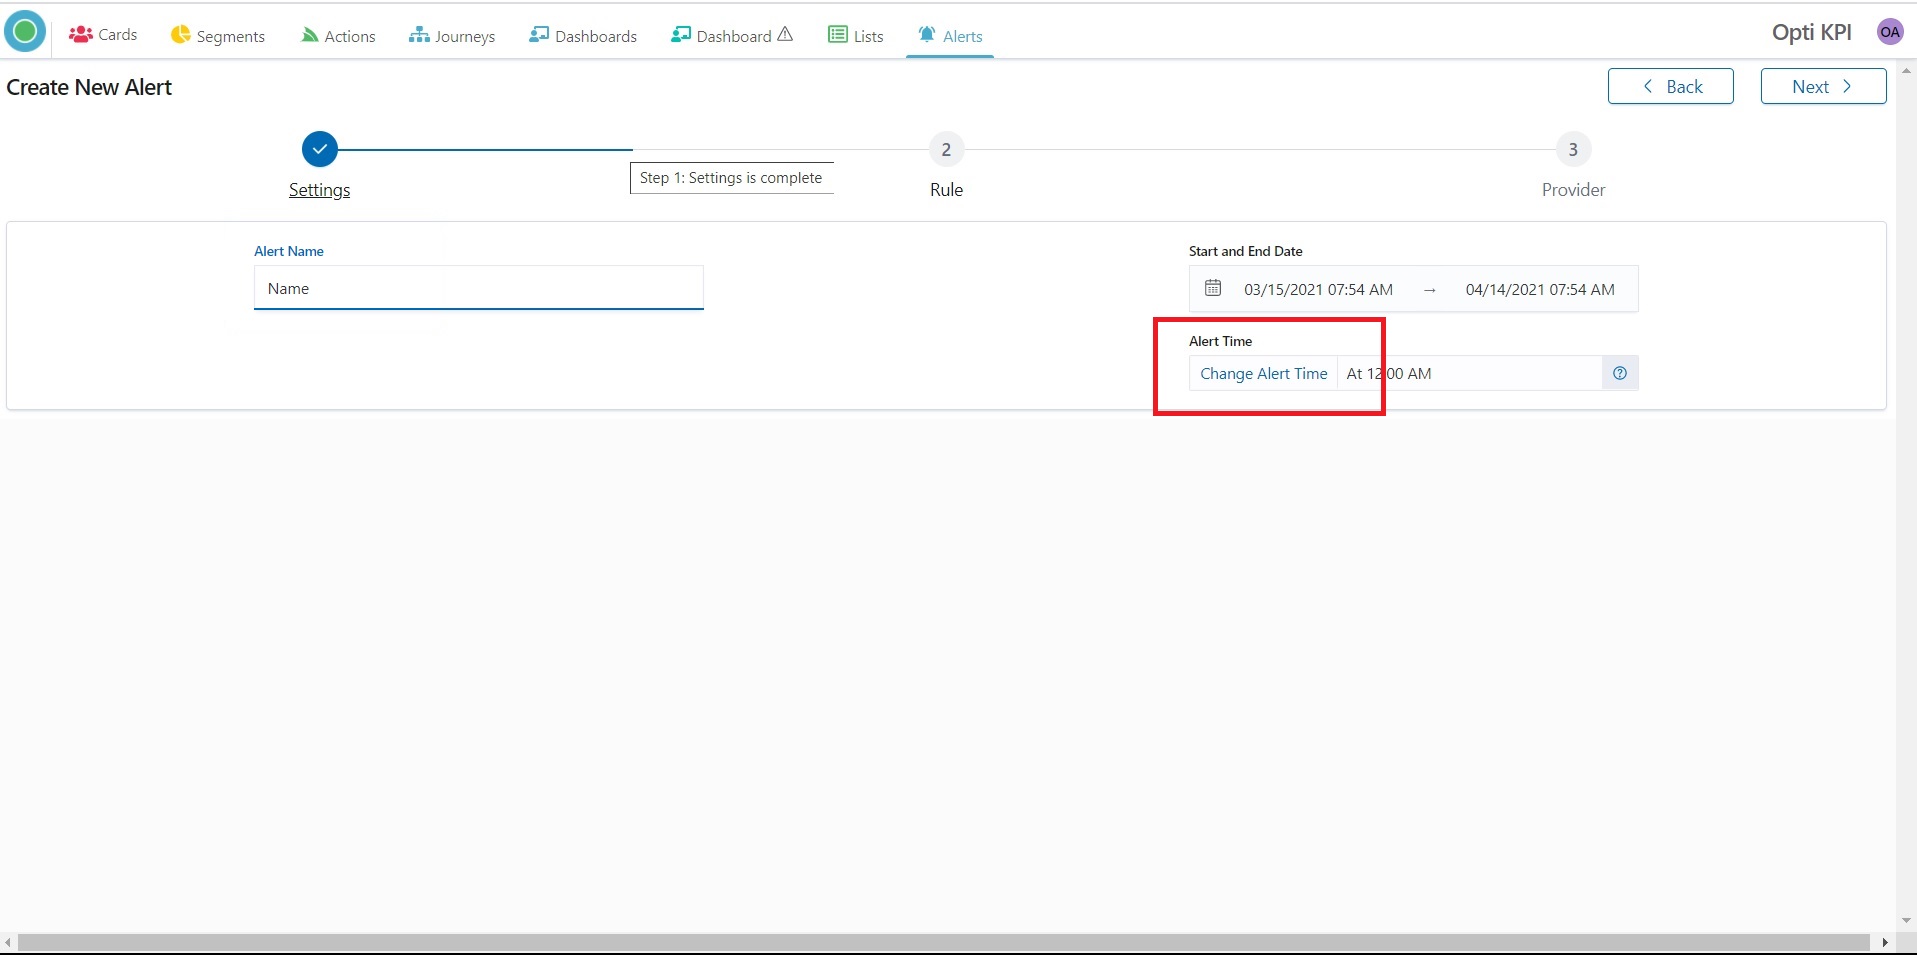 Cards Segments Actions Journeys Dashboards Dashboard Lists Alerts Opti KPI OA
Create New Alert
Back Next
2 3
Settings Step 1: Settings is complete Rule Provider
Alert Name
Name
Start and End Date
03/15/2021 07:54 AM → 04/14/2021 07:54 AM
Alert Time
Change Alert Time At 12:00 AM